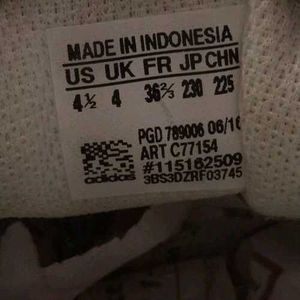 MADE IN INDONESIA
US UK FR JP CHN
4½ 4 36⅔ 230 225
PGD 789006 06/16
ART C77154
#115162509
adidas 3BS3DZRF03745